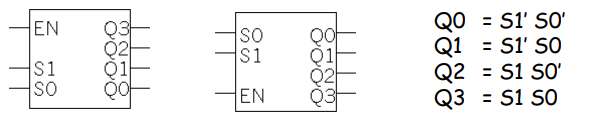 EN Q3
Q2
S1 Q1
S0 Q0
S0 Q0
S1 Q1
Q2
EN Q3
Q0 = S1' S0'
Q1 = S1' S0
Q2 = S1 S0'
Q3 = S1 S0